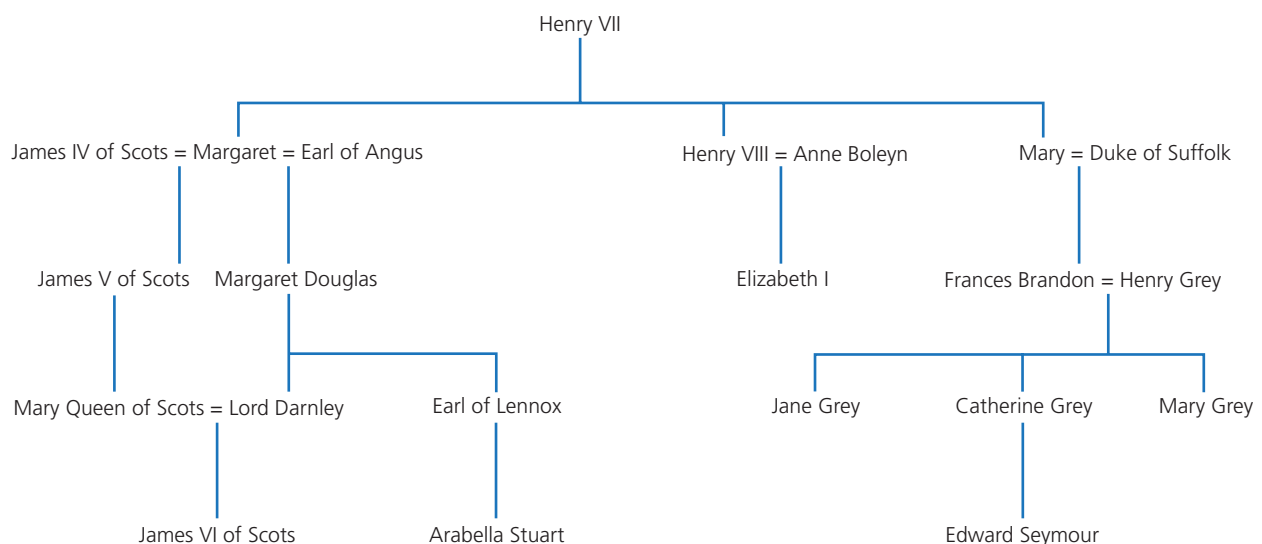 Henry VII
James IV of Scots = Margaret = Earl of Angus
Henry VIII = Anne Boleyn
Mary = Duke of Suffolk
James V of Scots
Margaret Douglas
Elizabeth I
Frances Brandon = Henry Grey
Mary Queen of Scots = Lord Darnley
Earl of Lennox
Jane Grey
Catherine Grey
Mary Grey
James VI of Scots
Arabella Stuart
Edward Seymour